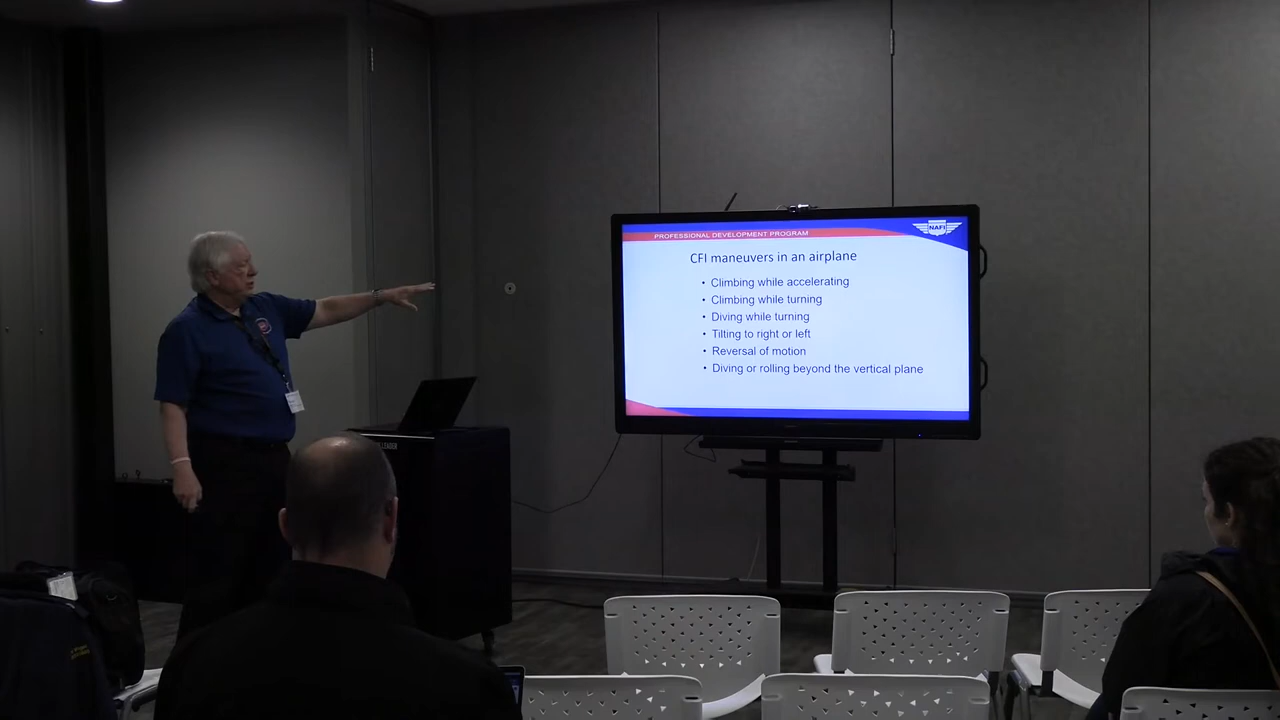 PROFESSIONAL DEVELOPMENT PROGRAM
NAFI
CFI maneuvers in an airplane
• Climbing while accelerating
• Climbing while turning
• Diving while turning
• Tilting to right or left
• Reversal of motion
• Diving or rolling beyond the vertical plane